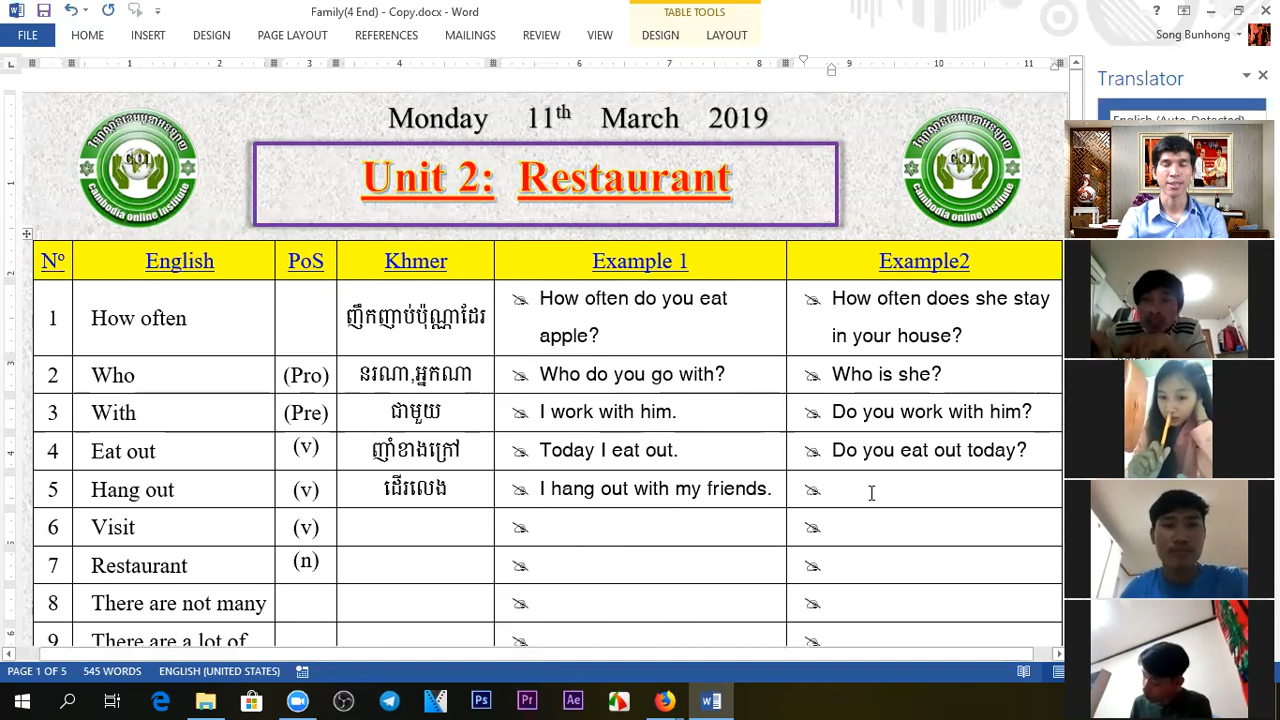 Family(4 End) - Copy.docx - Word
TABLE TOOLS
FILE HOME INSERT DESIGN PAGE LAYOUT REFERENCES MAILINGS REVIEW VIEW DESIGN LAYOUT
Song Bunhong
Translator
Monday 11th March 2019
Unit 2: Restaurant
COI
Cambodia online Institute
COI
Cambodia online Institute
Nº English PoS Khmer Example 1 Example2
1 How often ញឹកញាប់ប៉ុណ្ណាដែរ How often do you eat apple? How often does she stay in your house?
2 Who (Pro) នរណា,អ្នកណា Who do you go with? Who is she?
3 With (Pre) ជាមួយ I work with him. Do you work with him?
4 Eat out (v) ញ៉ាំខាងក្រៅ Today I eat out. Do you eat out today?
5 Hang out (v) ដើរលេង I hang out with my friends.
6 Visit (v)
7 Restaurant (n)
8 There are not many
9 There are a lot of
PAGE 1 OF 5 545 WORDS ENGLISH (UNITED STATES)